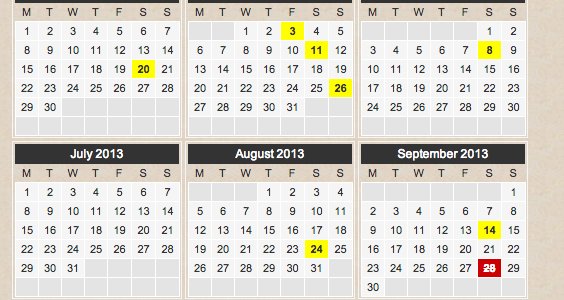 M T W T F S S
1 2 3 4 5 6 7
8 9 10 11 12 13 14
15 16 17 18 19 20 21
22 23 24 25 26 27 28
29 30
M T W T F S S
1 2 3 4 5
6 7 8 9 10 11 12
13 14 15 16 17 18 19
20 21 22 23 24 25 26
27 28 29 30 31
M T W T F S S
1 2
3 4 5 6 7 8 9
10 11 12 13 14 15 16
17 18 19 20 21 22 23
24 25 26 27 28 29 30
July 2013
M T W T F S S
1 2 3 4 5 6 7
8 9 10 11 12 13 14
15 16 17 18 19 20 21
22 23 24 25 26 27 28
29 30 31
August 2013
M T W T F S S
1 2 3 4
5 6 7 8 9 10 11
12 13 14 15 16 17 18
19 20 21 22 23 24 25
26 27 28 29 30 31
September 2013
M T W T F S S
1
2 3 4 5 6 7 8
9 10 11 12 13 14 15
16 17 18 19 20 21 22
23 24 25 26 27 28 29
30